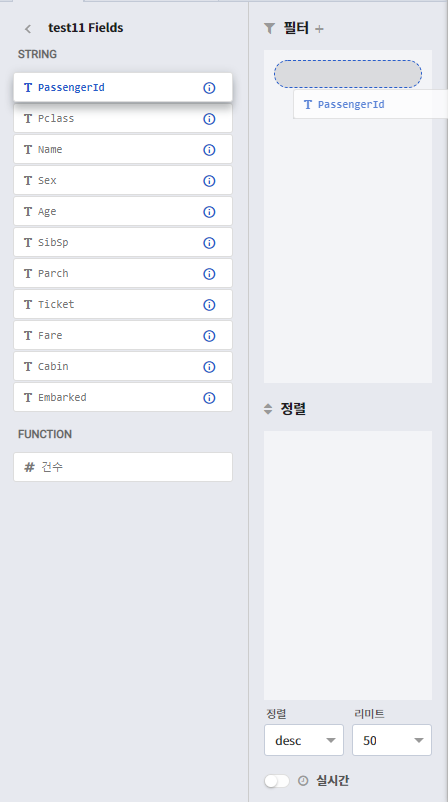 test11 Fields
STRING
PassengerId
Pclass
Name
Sex
Age
SibSp
Parch
Ticket
Fare
Cabin
Embarked
FUNCTION
# 건수
필터 +
PassengerId
정렬
정렬 리미트
desc 50
실시간